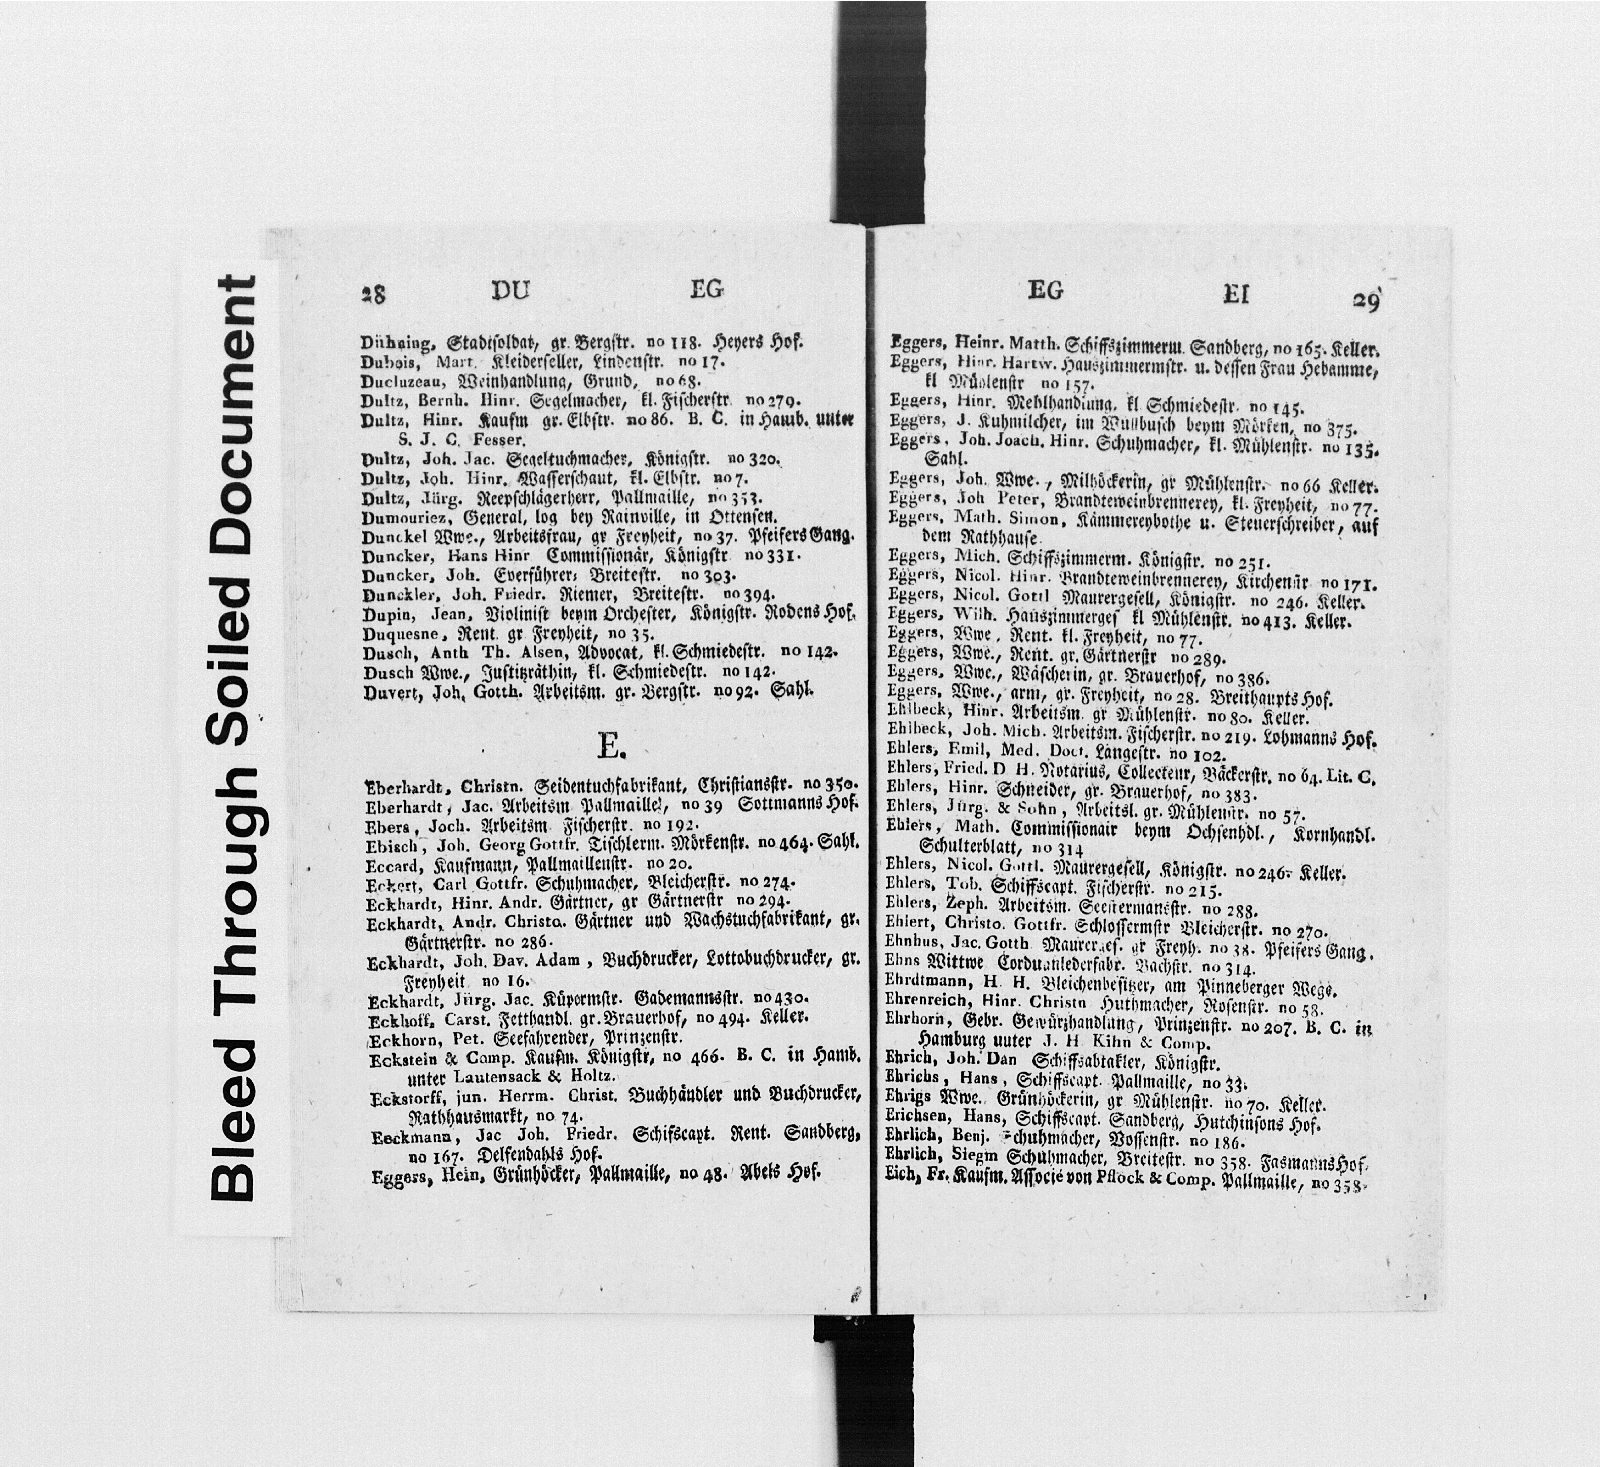 Bleed Through Soiled Document
28 DU EG
Dühning, Stadtsoldat, gr. Bergstr. no 118. Heyers Hof.
Dubois, Mart. Kleiderseller, Lindenstr. no 17.
Ducluzeau, Weinhandlung, Grund, no 68.
Dultz, Bernh. Hinr. Segelmacher, kl. Fischerstr. no 279.
Dultz, Hinr. Kaufm gr. Elbstr. no 86. B. C. in Hamb. unter
S. J. C. Fesser.
Dultz, Joh. Jac. Segeltuchmacher, Königstr. no 320.
Dultz, Joh. Hinr. Wasserschaut, kl. Elbstr. no 7.
Dultz, Jürg. Reepschlägerherr, Pallmaille, no 353.
Dumouriez, General, log bey Rainville, in Ottensen.
Dunckel Wwe., Arbeitsfrau, gr Freyheit, no 37. Pfeifers Gang.
Duncker, Hans Hinr Commissionär, Königstr no 331.
Duncker, Joh. Everführer, Breitestr. no 303.
Dunckler, Joh. Friedr. Riemer, Breitestr. no 394.
Dupin, Jean, Violinist beym Orchester, Königstr. Rodens Hof.
Duquesne, Rent. gr Freyheit, no 35.
Dusch, Anth Th. Alsen, Advocat, kl. Schmiedestr. no 142.
Dusch Wwe., Justitzräthin, kl. Schmiedestr. no 142.
Duvert, Joh. Gotth. Arbeitsm. gr. Bergstr. no 92. Sahl.
E.
Eberhardt, Christn. Seidentuchfabrikant, Christiansstr. no 350.
Eberhardt, Jac. Arbeitsm Pallmaille, no 39 Sottmanns Hof.
Ebers, Joch. Arbeitsm Fischerstr. no 192.
Ebisch, Joh. Georg Gottfr. Tischlerm. Mörkenstr. no 464. Sahl.
Eccard, Kaufmann, Pallmaillenstr. no 20.
Eckert, Carl Gottfr. Schuhmacher, Bleicherstr. no 274.
Eckhardt, Hinr. Andr. Gärtner, gr Gärtnerstr no 294.
Eckhardt, Andr. Christo. Gärtner und Wachstuchfabrikant, gr.
Gärtnerstr. no 286.
Eckhardt, Joh. Dav. Adam, Buchdrucker, Lottobuchdrucker, gr.
Freyheit no 16.
Eckhardt, Jürg. Jac. Küpermstr. Gademannsstr. no 430.
Eckhoff, Carst. Fetthandl. gr. Brauerhof, no 494. Keller.
Eckhorn, Pet. Seefahrender, Prinzenstr.
Eckstein & Comp. Kaufm. Königstr, no 466. B. C. in Hamb.
unter Lautensack & Holtz.
Eckstorff, jun. Herrm. Christ. Buchhändler und Buchdrucker,
Rathhausmarkt, no 74.
Eeckmann, Jac Joh. Friedr. Schifscapt. Rent. Sandberg,
no 167. Delfendahls Hof.
Eggers, Hein, Grünhöcker, Pallmaille, no 48. Abels Hof.
EG EI 29
Eggers, Heinr. Matth. Schiffszimmerm. Sandberg, no 165. Keller.
Eggers, Hinr. Hartw. Hauszimmermstr. u. dessen Frau Hebamme,
kl Mühlenstr no 157.
Eggers, Hinr. Mehlhandlung, kl Schmiedestr. no 145.
Eggers, J. Kuhmilcher, im beym Mörken, no 375.
Eggers, Joh. Joach. Hinr. Schuhmacher, kl. Mühlenstr. no 135.
Sahl.
Eggers, Joh. Wwe., Milhöckerin, gr Mühlenstr. no 66 Keller.
Eggers, Joh Peter, Brandteweinbrennerey, kl. Freyheit, no 77.
Eggers, Math. Simon, Kämmereybothe u. Steuerschreiber, auf
dem Rathhause.
Eggers, Mich. Schiffszimmerm. Königstr. no 251.
Eggers, Nicol. Hinr. Brandteweinbrennerey, Kirchenstr no 171.
Eggers, Nicol. Gottl Maurergesell, Königstr. no 246. Keller.
Eggers, Wilh. Hauszimmerges kl Mühlenstr. no 413. Keller.
Eggers, Wwe, Rent. kl. Freyheit, no 77.
Eggers, Wwe., Rent. gr. Gärtnerstr no 289.
Eggers, Wwe., Wäscherin, gr. Brauerhof, no 386.
Eggers, Wwe., arm, gr. Freyheit, no 28. Breithaupts Hof.
Ehlbeck, Hinr. Arbeitsm. gr Mühlenstr. no 80. Keller.
Ehlbeck, Joh. Mich. Arbeitsm. Fischerstr. no 219. Lohmanns Hof.
Ehlers, Emil, Med. Doct. Langestr. no 102.
Ehlers, Fried. D H. Notarius, Collecteur, Bäckerstr. no 64. Lit. C.
Ehlers, Hinr. Schneider, gr. Brauerhof, no 383.
Ehlers, Jürg. & Sohn, Arbeitsl. gr. Mühlenstr. no 57.
Ehlers, Math. Commissionair beym Ochsenhdl., Kornhandl.
Schulterblatt, no 314
Ehlers, Nicol. Gottl. Maurergesell, Königstr. no 246. Keller.
Ehlers, Tob. Schiffscapt. Fischerstr. no 215.
Ehlers, Zeph. Arbeitsm. Seestermanstr. no 288.
Ehlert, Christo. Gottfr. Schlossermstr Bleicherstr. no 270.
Ehnhus, Jac. Gotth Maurerges. gr Freyh. no 38. Pfeifers Gang.
Ehns Wittwe Corduanlederfabr. Bachstr. no 314.
Ehrdtmann, H. H. Bleichenbesitzer, am Pinneberger Wege.
Ehrenreich, Hinr. Christn Huthmacher, Rosenstr. no 58.
Ehrhorn, Gebr. Gewürzhandlung, Prinzenstr. no 207. B. C. in
Hamburg unter J. H. Kihn & Comp.
Ehrich, Joh. Dan Schiffsabtakler, Königstr.
Ehrichs, Hans, Schiffscapt. Pallmaille, no 33.
Ehrigs Wwe. Grünhöckerin, gr Mühlenstr. no 70. Keller.
Erichsen, Hans, Schiffscapt. Sandberg, Hutchinsons Hof.
Ehrlich, Benj. Schuhmacher, Vossenstr. no 186.
Ehrlich, Siegm Schuhmacher, Breitestr. no 358. Fasmanns Hof.
Eich, Fr. Kaufm. Associe von Pflock & Comp. Pallmaille, no 358.